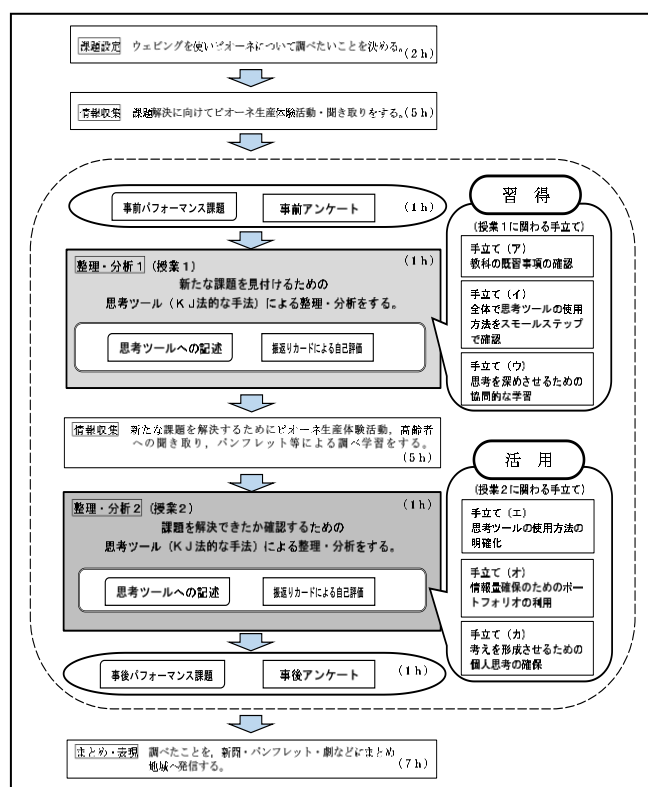 課題設定 ウェビングを使いピオーネについて調べたいことを決める。(2h)
情報収集 課題解決に向けてピオーネ生産体験活動・聞き取りをする。(5h)
事前パフォーマンス課題 事前アンケート (1h)
習得
(授業1に関わる手立て)
手立て(ア)
教科の既習事項の確認
手立て(イ)
全体で思考ツールの使用
方法をスモールステップ
で確認
手立て(ウ)
思考を深めさせるための
協同的な学習
整理・分析1 (授業1) (1h)
新たな課題を見付けるための
思考ツール(KJ法的な手法)による整理・分析をする。
思考ツールへの記述 振返りカードによる自己評価
情報収集 新たな課題を解決するためにピオーネ生産体験活動,高齢者
への聞き取り,パンフレット等による調べ学習をする。
(5h)
活用
(授業2に関わる手立て)
手立て(エ)
思考ツールの使用方法の
明確化
手立て(オ)
情報量確保のためのポー
トフォリオの利用
手立て(カ)
考えを形成させるための
個人思考の確保
整理・分析2 (授業2) (1h)
課題を解決できたか確認するための
思考ツール(KJ法的な手法)による整理・分析をする。
思考ツールへの記述 振返りカードによる自己評価
事後パフォーマンス課題 事後アンケート (1h)
まとめ・表現 調べたことを,新聞・パンフレット・劇などにまとめ
地域へ発信する。 (7h)